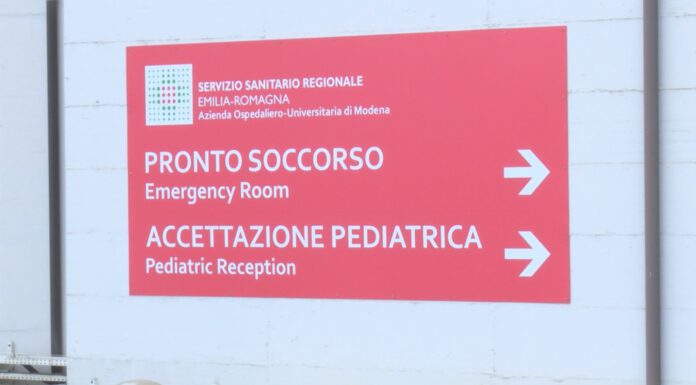 SERVIZIO SANITARIO REGIONALE
EMILIA-ROMAGNA
Azienda Ospedaliero-Universitaria di Modena
PRONTO SOCCORSO
Emergency Room
ACCETTAZIONE PEDIATRICA
Pediatric Reception